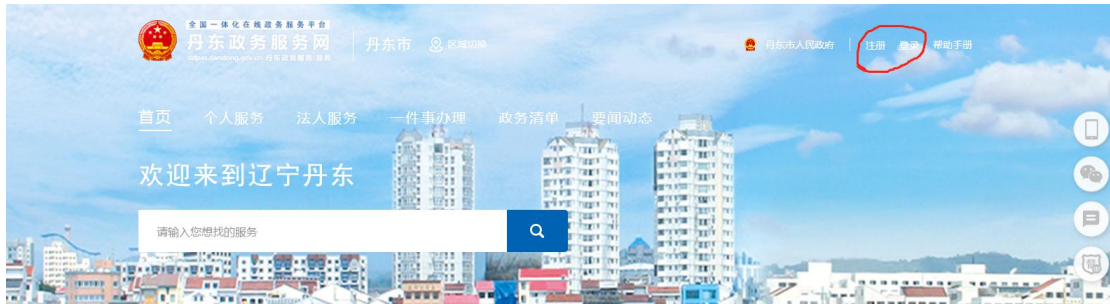 全国一体化在线政务服务平台
丹东政务服务网
丹东市
区域切换
丹东市人民政府
注册
登录
帮助手册
首页
个人服务
法人服务
一件事办理
政务清单
要闻动态
欢迎来到辽宁丹东
请输入您想找的服务